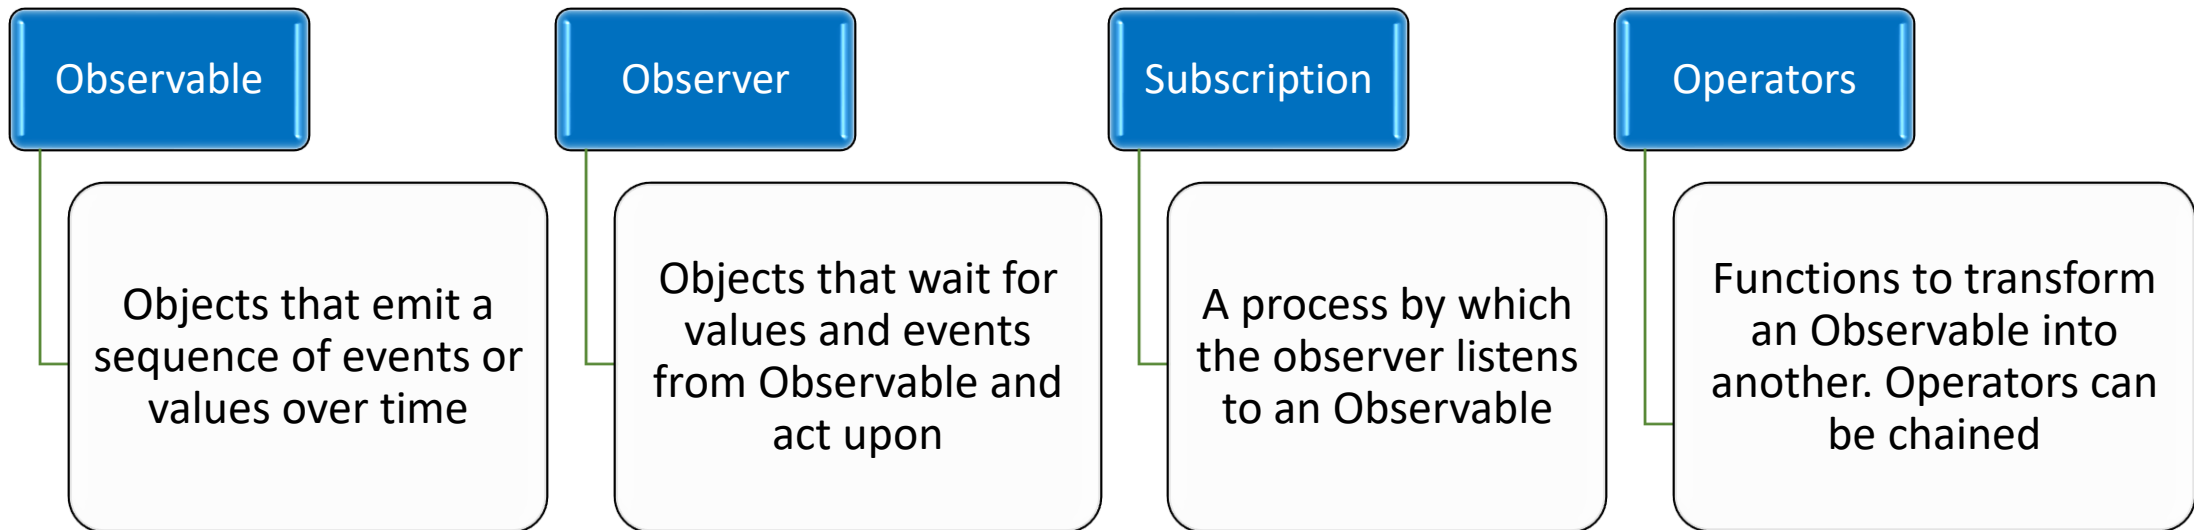 Observable
Observer
Subscription
Operators
Objects that emit a
sequence of events or
values over time
Objects that wait for
values and events
from Observable and
act upon
A process by which
the observer listens
to an Observable
Functions to transform
an Observable into
another. Operators can
be chained